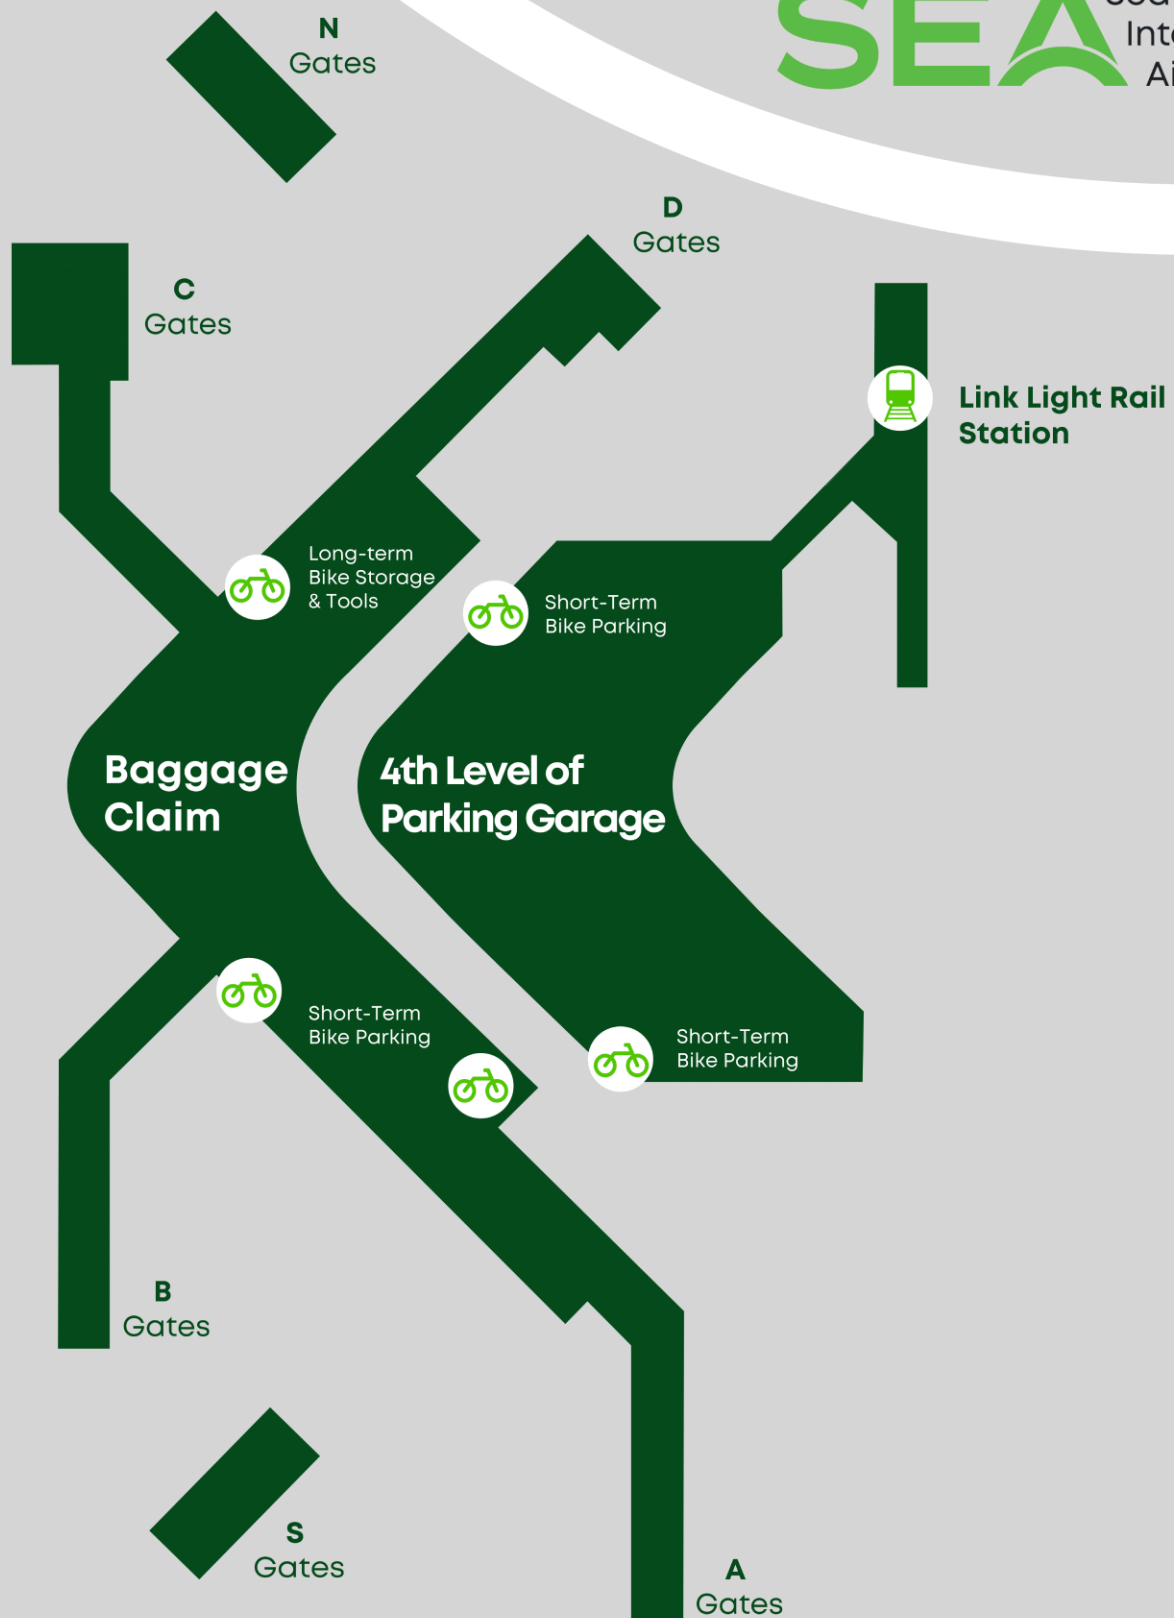 SEA
N
Gates
D
Gates
C
Gates
Link Light Rail
Station
Long-term
Bike Storage
& Tools
Short-Term
Bike Parking
Baggage
Claim
4th Level of
Parking Garage
Short-Term
Bike Parking
Short-Term
Bike Parking
B
Gates
S
Gates
A
Gates